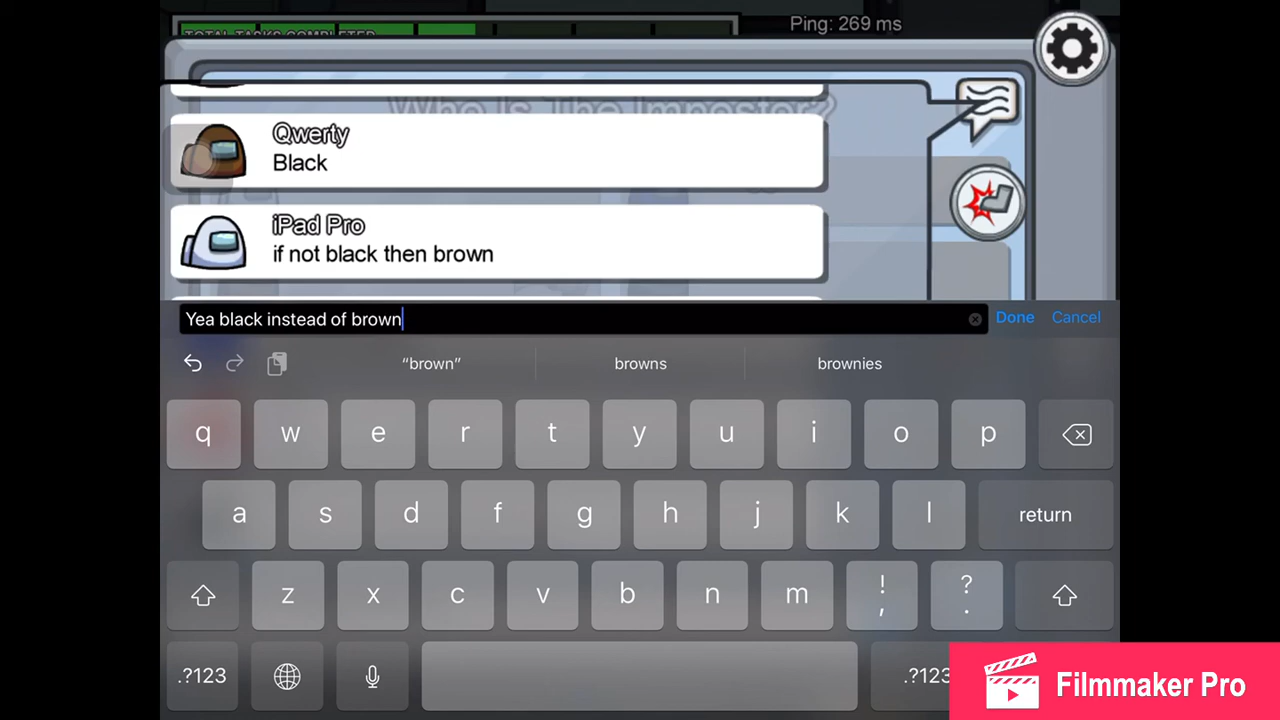 TOTAL TASKS COMPLETED
Ping: 269 ms
Who Is The Impostor?
Qwerty
Black
iPad Pro
if not black then brown
Yea black instead of brown
Done
Cancel
“brown”
browns
brownies
q w e r t y u i o p
a s d f g h j k l return
z x c v b n m ! , ? .
.?123
.?123
Filmmaker Pro